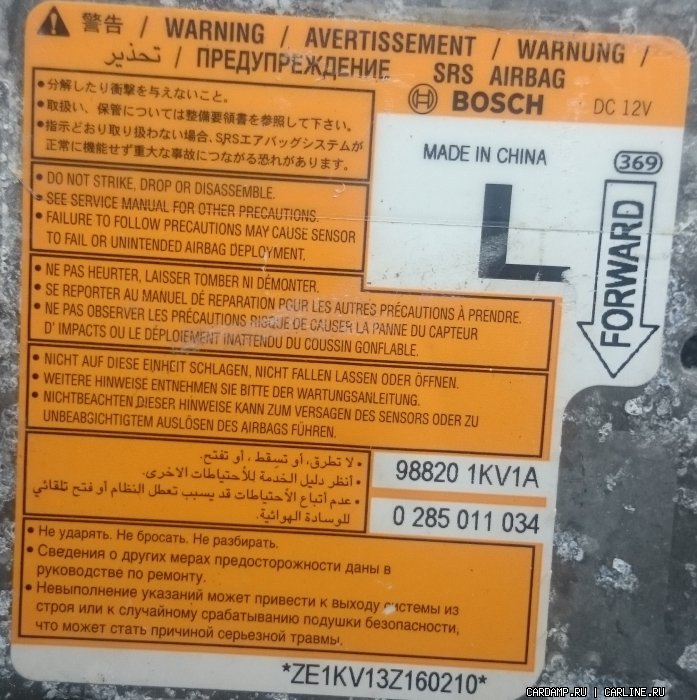 警告 / WARNING / AVERTISSEMENT / WARNUNG /
تحذير / ПРЕДУПРЕЖДЕНИЕ SRS AIRBAG
BOSCH DC 12V
•分解したり衝撃を与えないこと。
•取扱い、保管については整備要領書を参照して下さい。
•指示どおり取り扱わない場合、SRSエアバッグシステムが
正常に機能せず重大な事故につながる恐れがあります。
MADE IN CHINA
369
L
FORWARD
• DO NOT STRIKE, DROP OR DISASSEMBLE.
• SEE SERVICE MANUAL FOR OTHER PRECAUTIONS.
• FAILURE TO FOLLOW PRECAUTIONS MAY CAUSE SENSOR
TO FAIL OR UNINTENDED AIRBAG DEPLOYMENT.
• NE PAS HEURTER, LAISSER TOMBER NI DÉMONTER.
• SE REPORTER AU MANUEL DE RÉPARATION POUR LES AUTRES PRÉCAUTIONS À PRENDRE.
• NE PAS OBSERVER LES PRÉCAUTIONS RISQUE DE CAUSER LA PANNE DU CAPTEUR
D' IMPACTS OU LE DÉPLOIEMENT INATTENDU DU COUSSIN GONFLABLE.
• NICHT AUF DIESE EINHEIT SCHLAGEN, NICHT FALLEN LASSEN ODER ÖFFNEN.
• WEITERE HINWEISE ENTNEHMEN SIE BITTE DER WARTUNGSANLEITUNG.
• NICHTBEACHTEN DIESER HINWEISE KANN ZUM VERSAGEN DES SENSORS ODER ZU
UNBEABSICHTIGTEM AUSLÖSEN DES AIRBAGS FÜHREN.
• لا تطرق، أو تسقط ، أو تفتح.
• أنظر دليل الخدمة للأحتياطات الاخرى.
• عدم أتباع الأحتياطات قد يسبب تعطل النظام أو فتح تلقائي
للوسادة الهوائية.
98820 1KV1A
0 285 011 034
• Не ударять. Не бросать. Не разбирать.
• Сведения о других мерах предосторожности даны в
руководстве по ремонту.
• Невыполнение указаний может привести к выходу системы из
строя или к случайному срабатыванию подушки безопасности,
что может стать причиной серьезной травмы.
*ZE1KV13Z160210*
CARDAMP.RU | CARLINE.RU